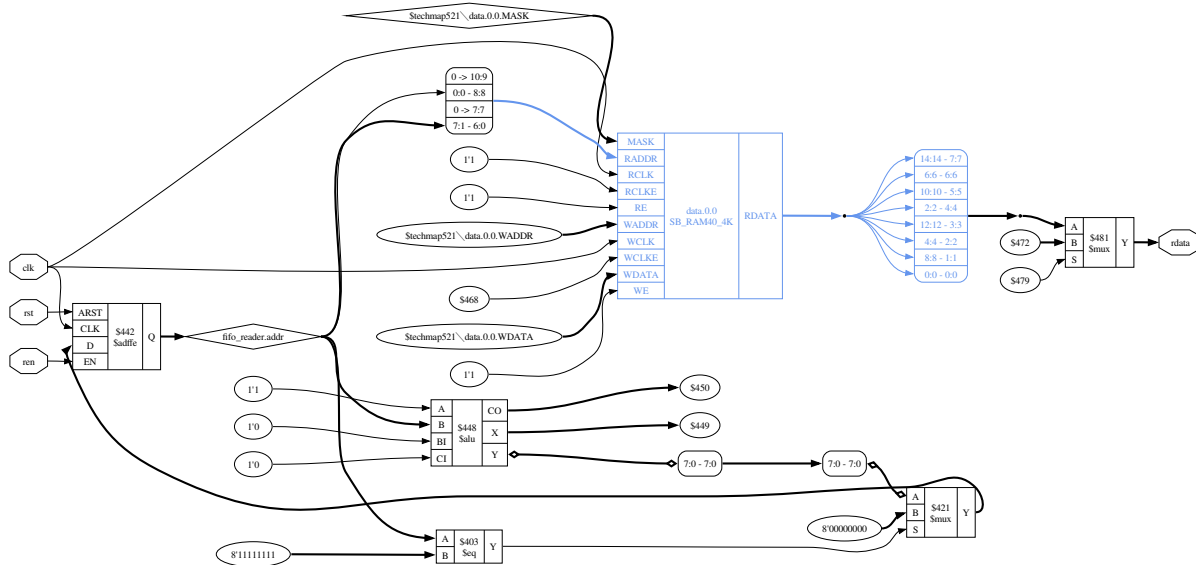 $techmap521\data.0.0.MASK
0 -> 10:9
0:0 - 8:8
0 -> 7:7
7:1 - 6:0
1'1
1'1
$techmap521\data.0.0.WADDR
$468
$techmap521\data.0.0.WDATA
1'1
MASK
RADDR
RCLK
RCLKE
RE
WADDR
WCLK
WCLKE
WDATA
WE
data.0.0
SB_RAM40_4K
RDATA
14:14 - 7:7
6:6 - 6:6
10:10 - 5:5
2:2 - 4:4
12:12 - 3:3
4:4 - 2:2
8:8 - 1:1
0:0 - 0:0
$472
$479
A
B
S
$481
$mux
Y
rdata
clk
rst
ren
ARST
CLK
D
EN
$442
$adffe
Q
fifo_reader.addr
1'1
1'0
1'0
A
B
BI
CI
$448
$alu
CO
X
Y
$450
$449
7:0 - 7:0
7:0 - 7:0
8'00000000
A
B
S
$421
$mux
Y
8'11111111
A
B
$403
$eq
Y